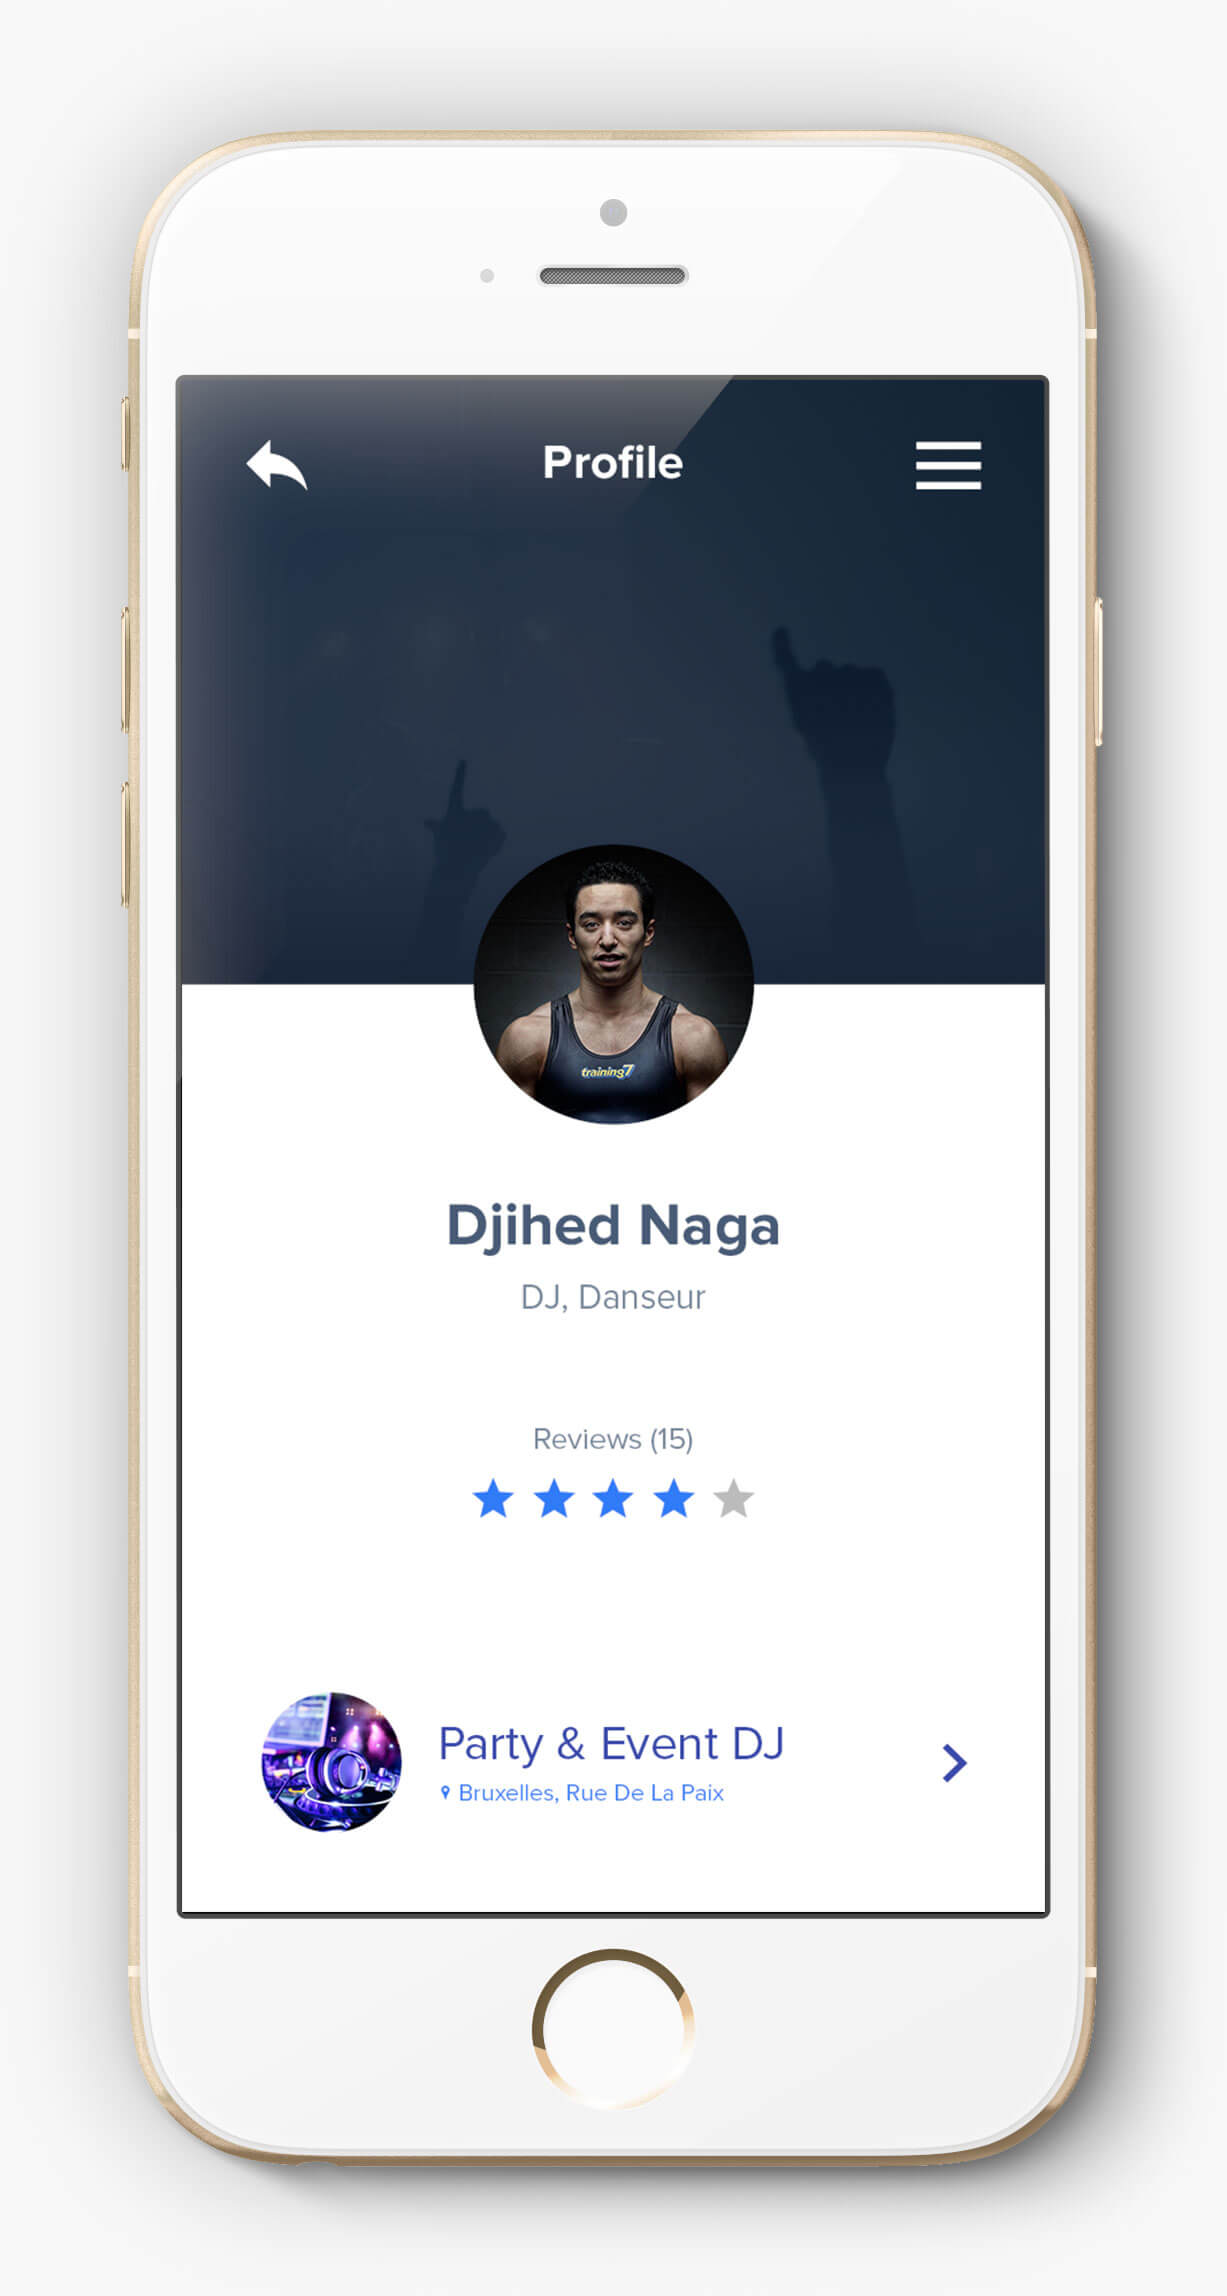 Profile
training7
Djihed Naga
DJ, Danseur
Reviews (15)
Party & Event DJ
Bruxelles, Rue De La Paix